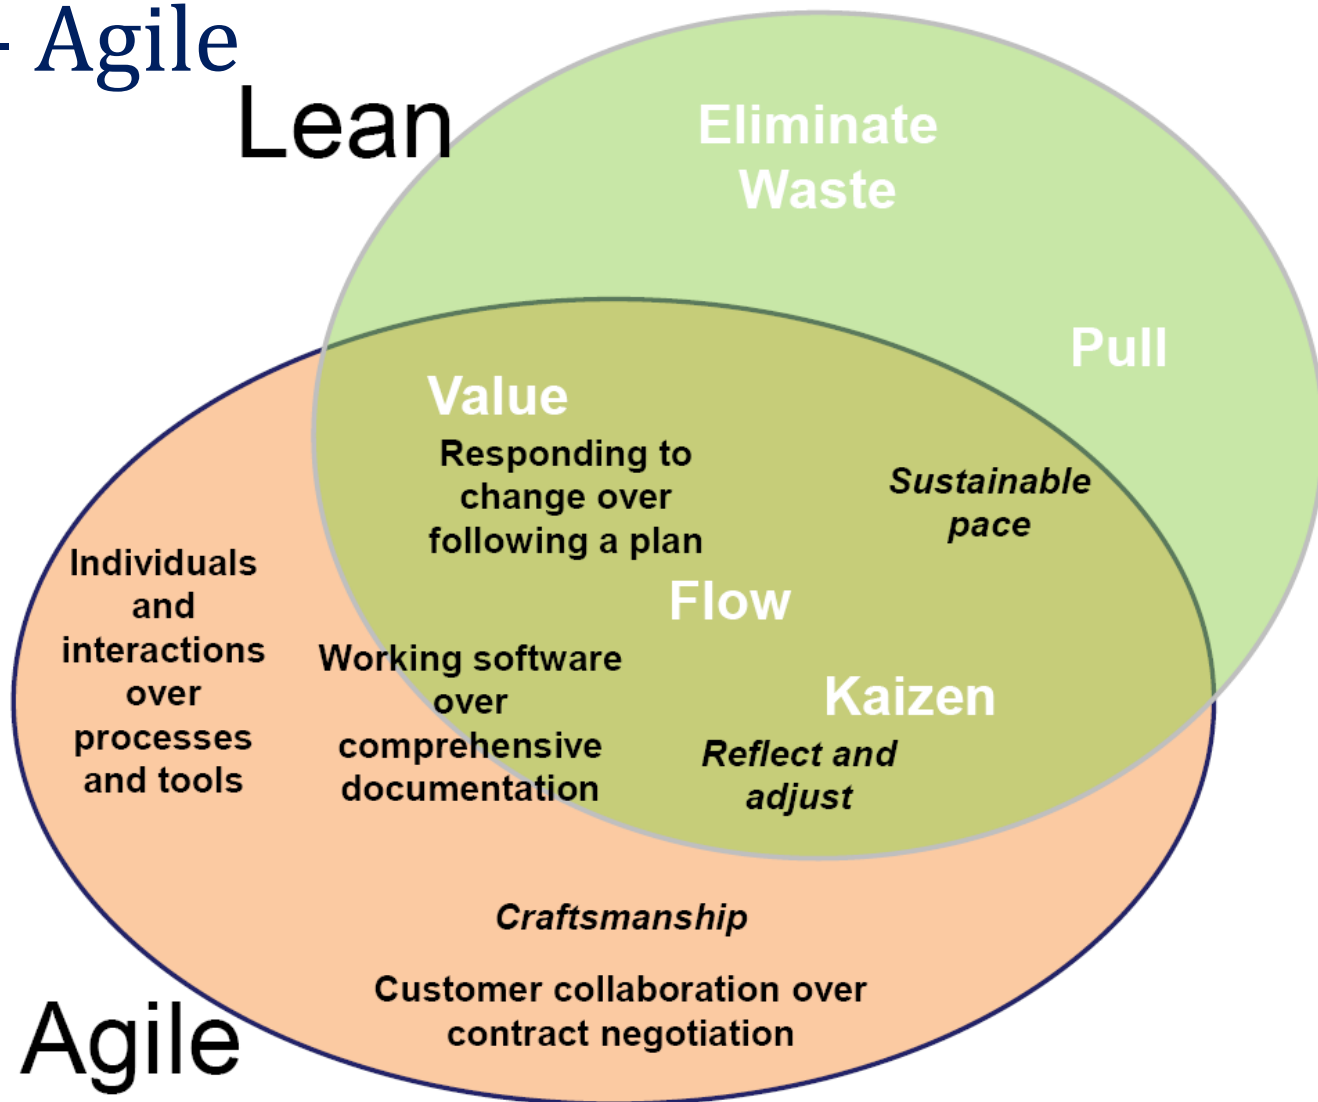 - Agile
Lean
Eliminate
Waste
Pull
Value
Responding to
change over
following a plan
Sustainable
pace
Individuals
and
interactions
over
processes
and tools
Flow
Working software
over
comprehensive
documentation
Kaizen
Reflect and
adjust
Craftsmanship
Customer collaboration over
contract negotiation
Agile